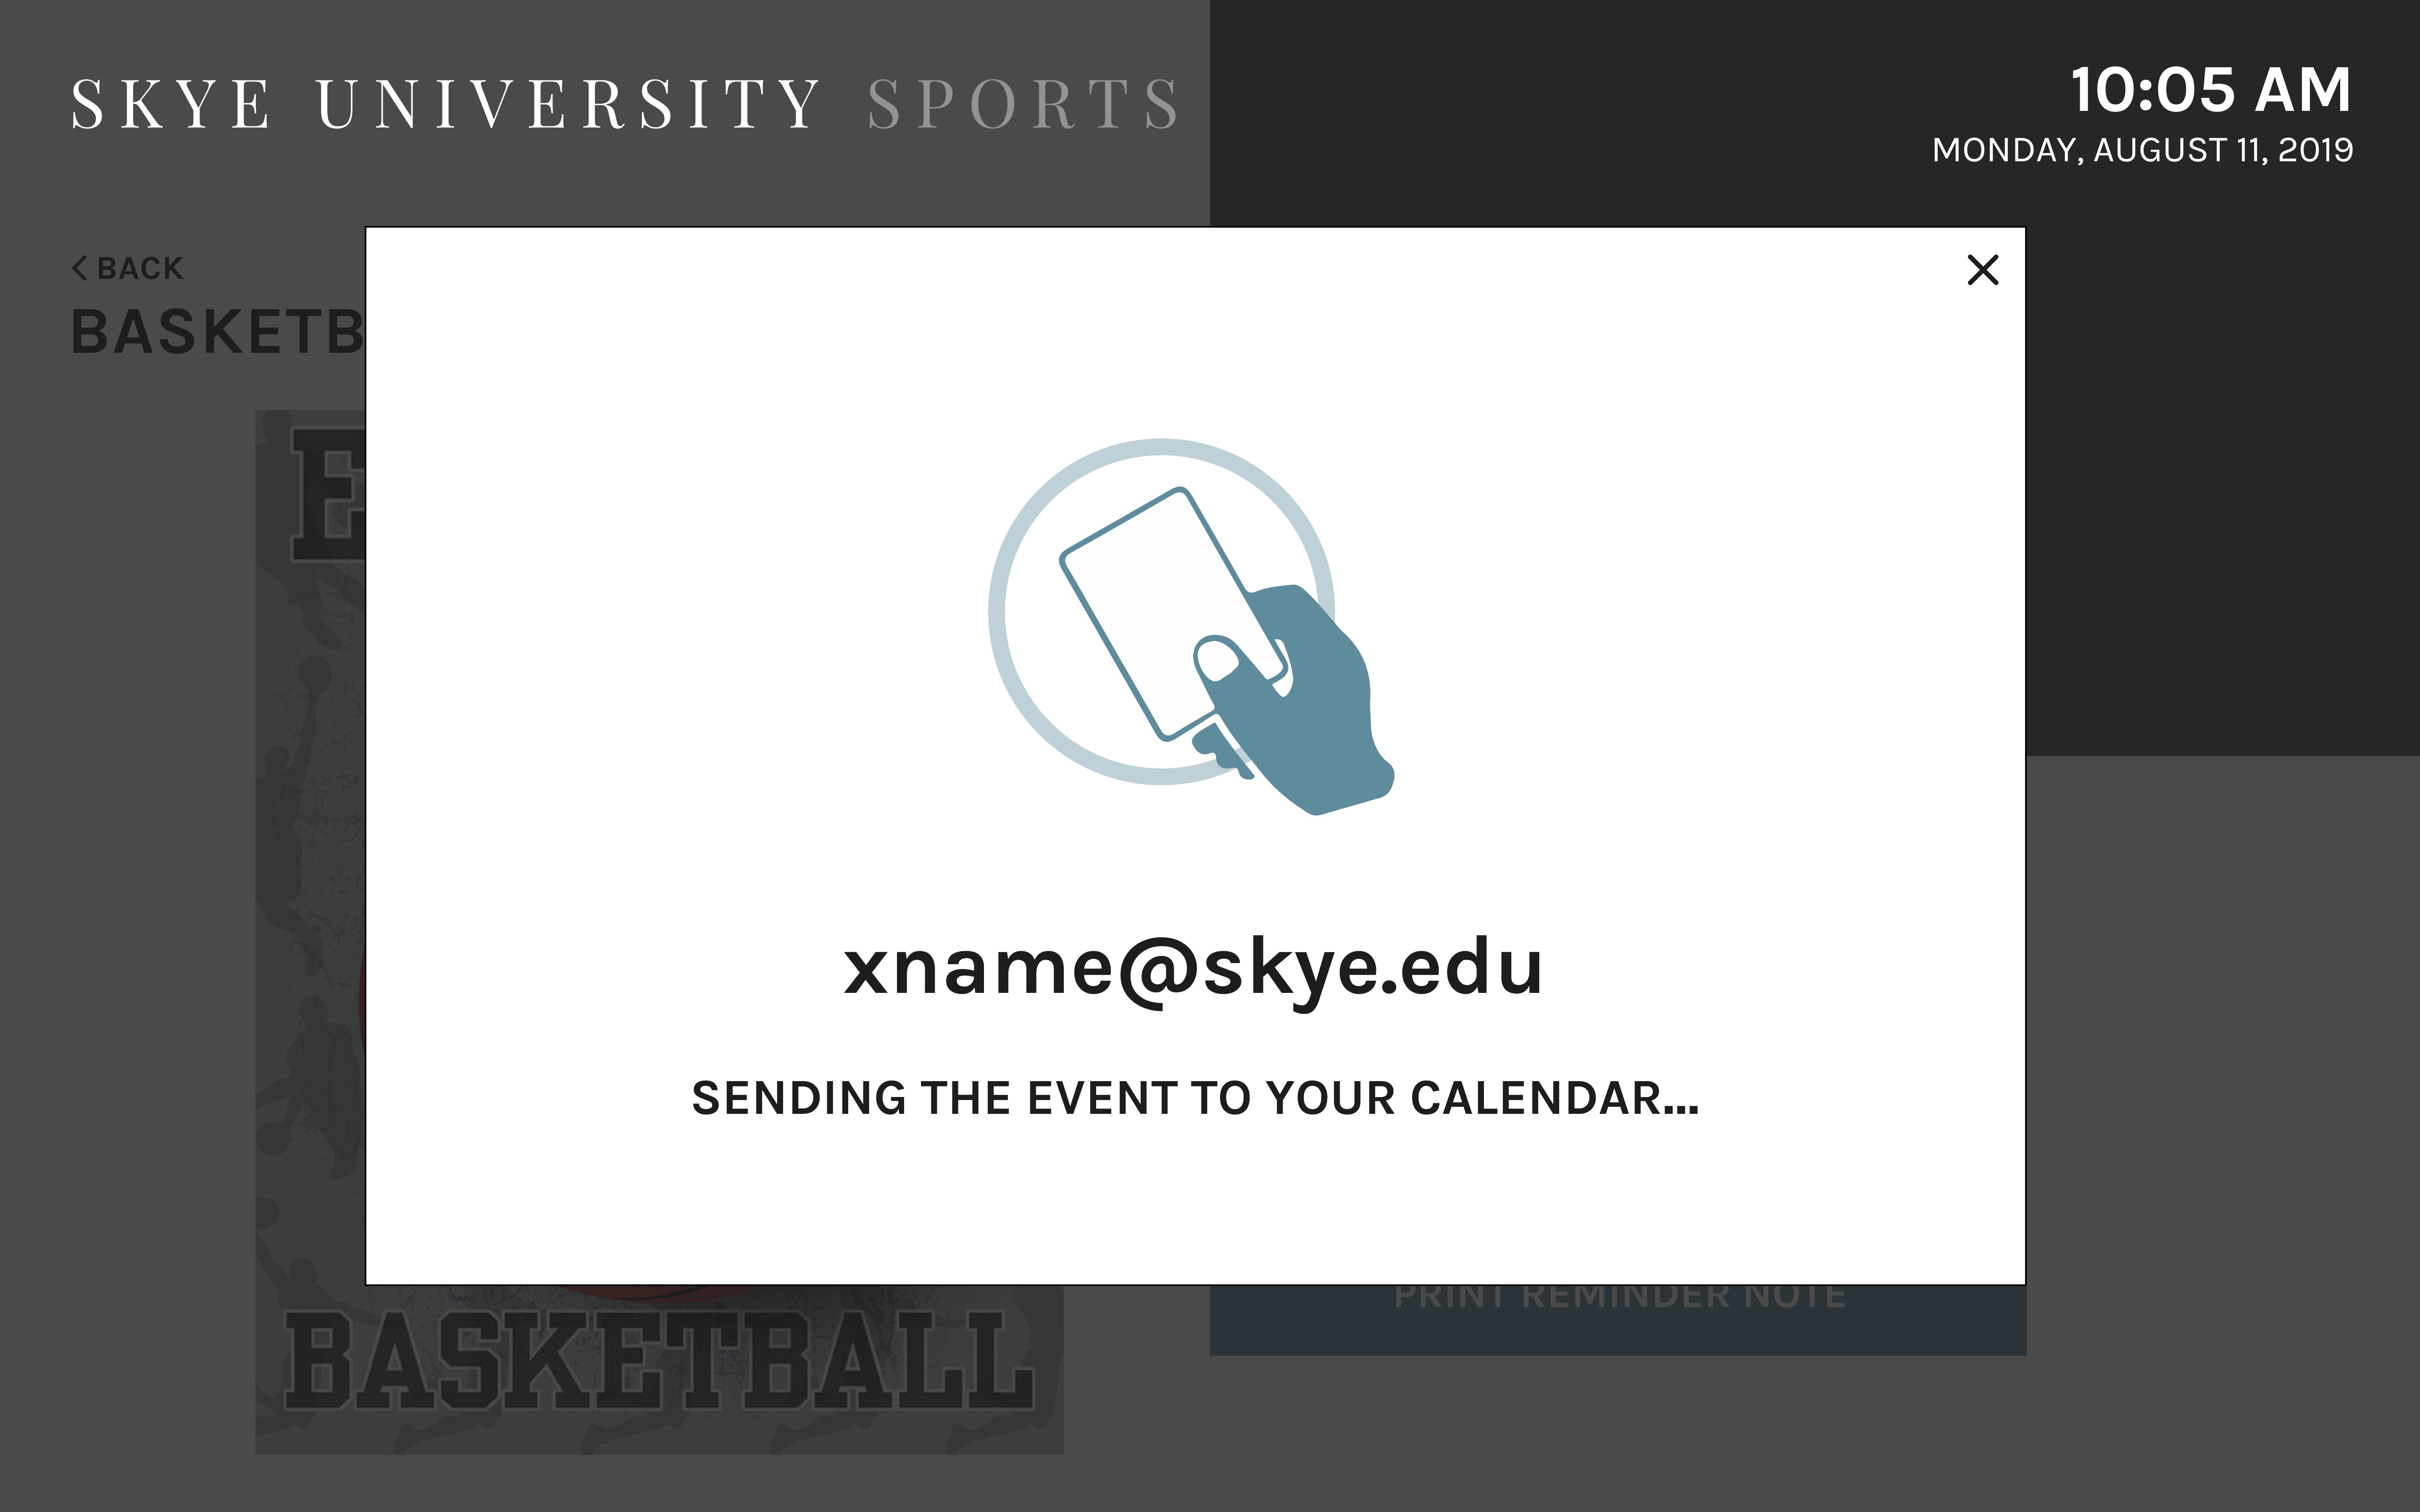 SKYE UNIVERSITY SPORTS
10:05 AM
MONDAY, AUGUST 11, 2019
BACK
xname@skye.edu
SENDING THE EVENT TO YOUR CALENDAR...
PRINT REMINDER NOTE
BASKETBALL